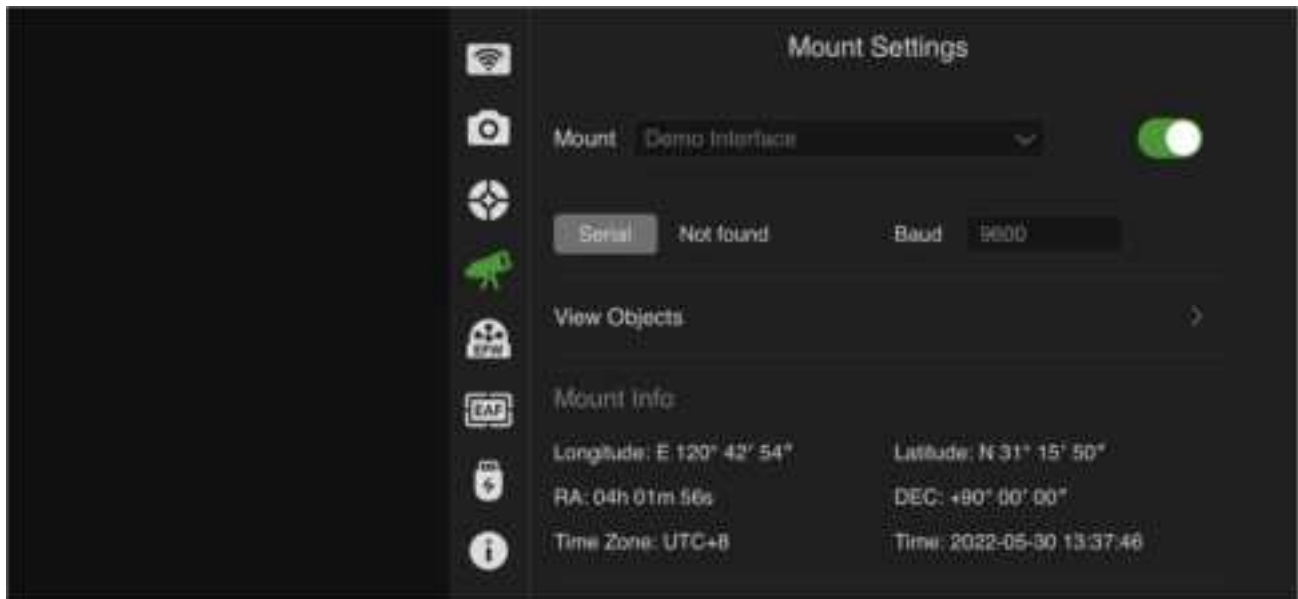 Mount Settings
Mount Demo Interface
Serial Not found Baud 9600
View Objects
EFW
Mount Info
EAF
Longitude: E 120° 42' 54" Latitude: N 31° 15' 50"
RA: 04h 01m 56s DEC: +90° 00' 00"
Time Zone: UTC+8 Time: 2022-05-30 13:37:46